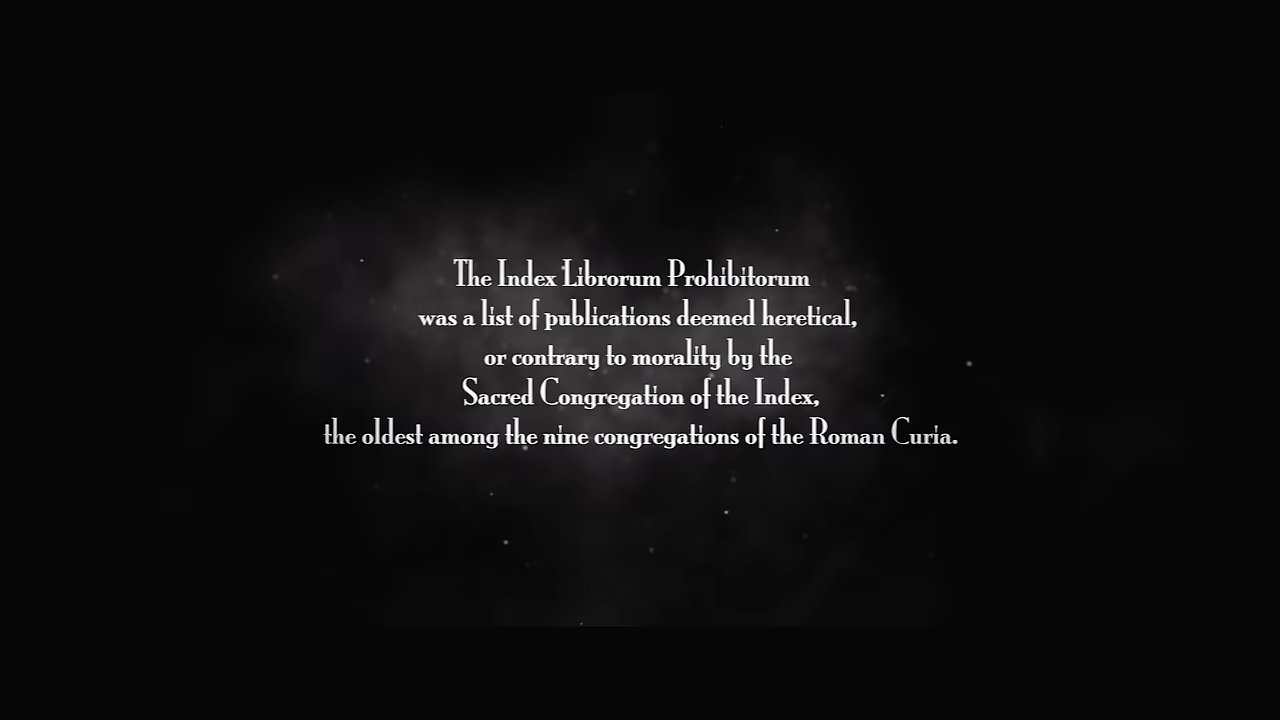 The Index Librorum Prohibitorum
was a list of publications deemed heretical,
or contrary to morality by the
Sacred Congregation of the Index,
the oldest among the nine congregations of the Roman Curia.